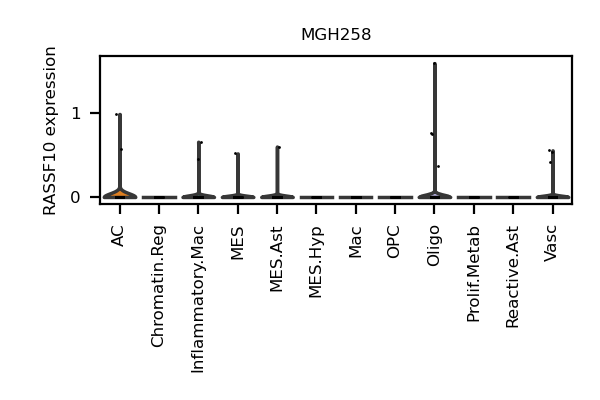 MGH258
RASSF10 expression
1
0
AC
Chromatin.Reg
Inflammatory.Mac
MES
MES.Ast
MES.Hyp
Mac
OPC
Oligo
Prolif.Metab
Reactive.Ast
Vasc